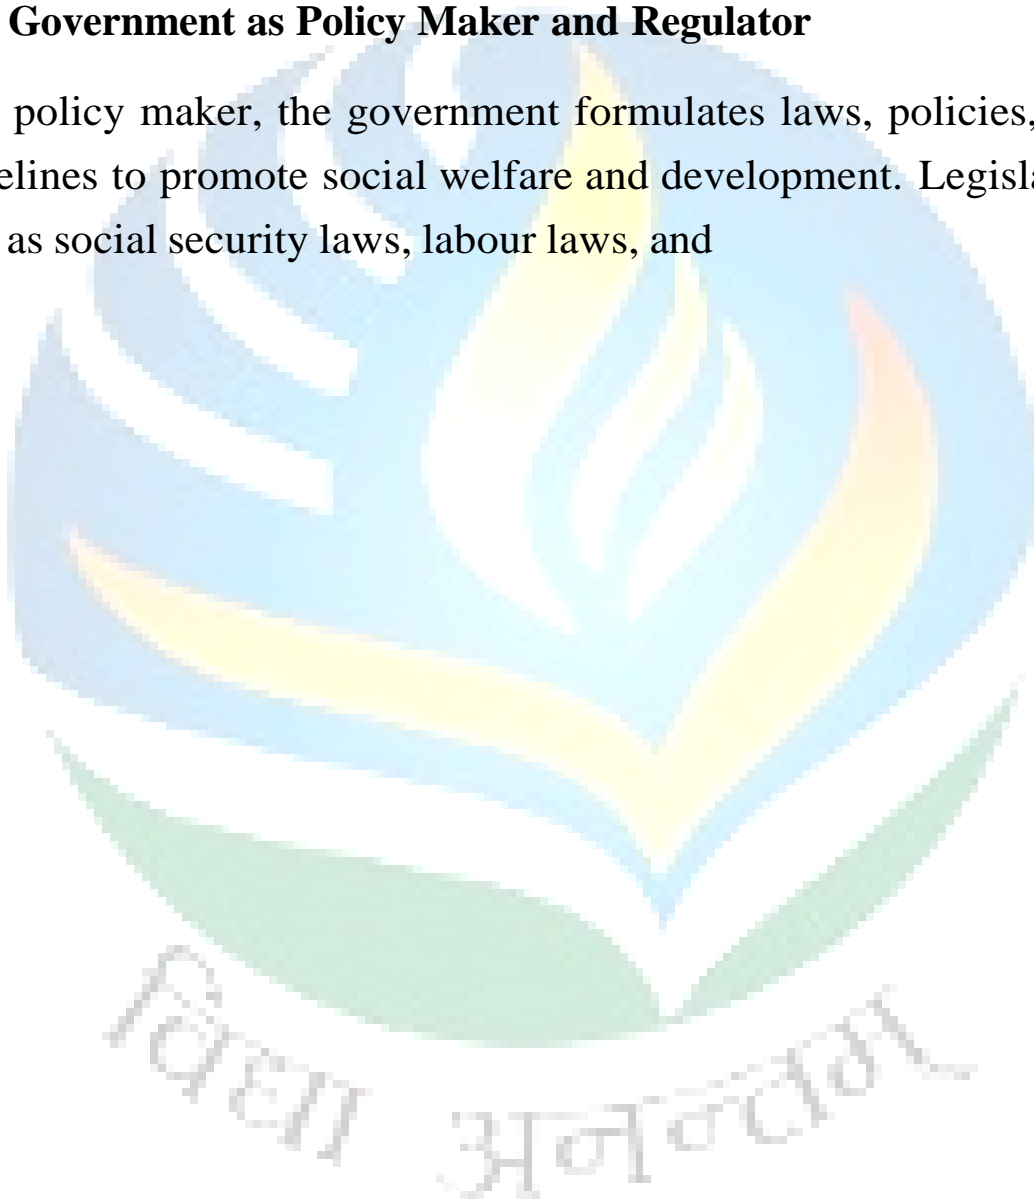 Government as Policy Maker and Regulator
policy maker, the government formulates laws, policies,
elines to promote social welfare and development. Legisla
as social security laws, labour laws, and
विद्या अनन्तम्